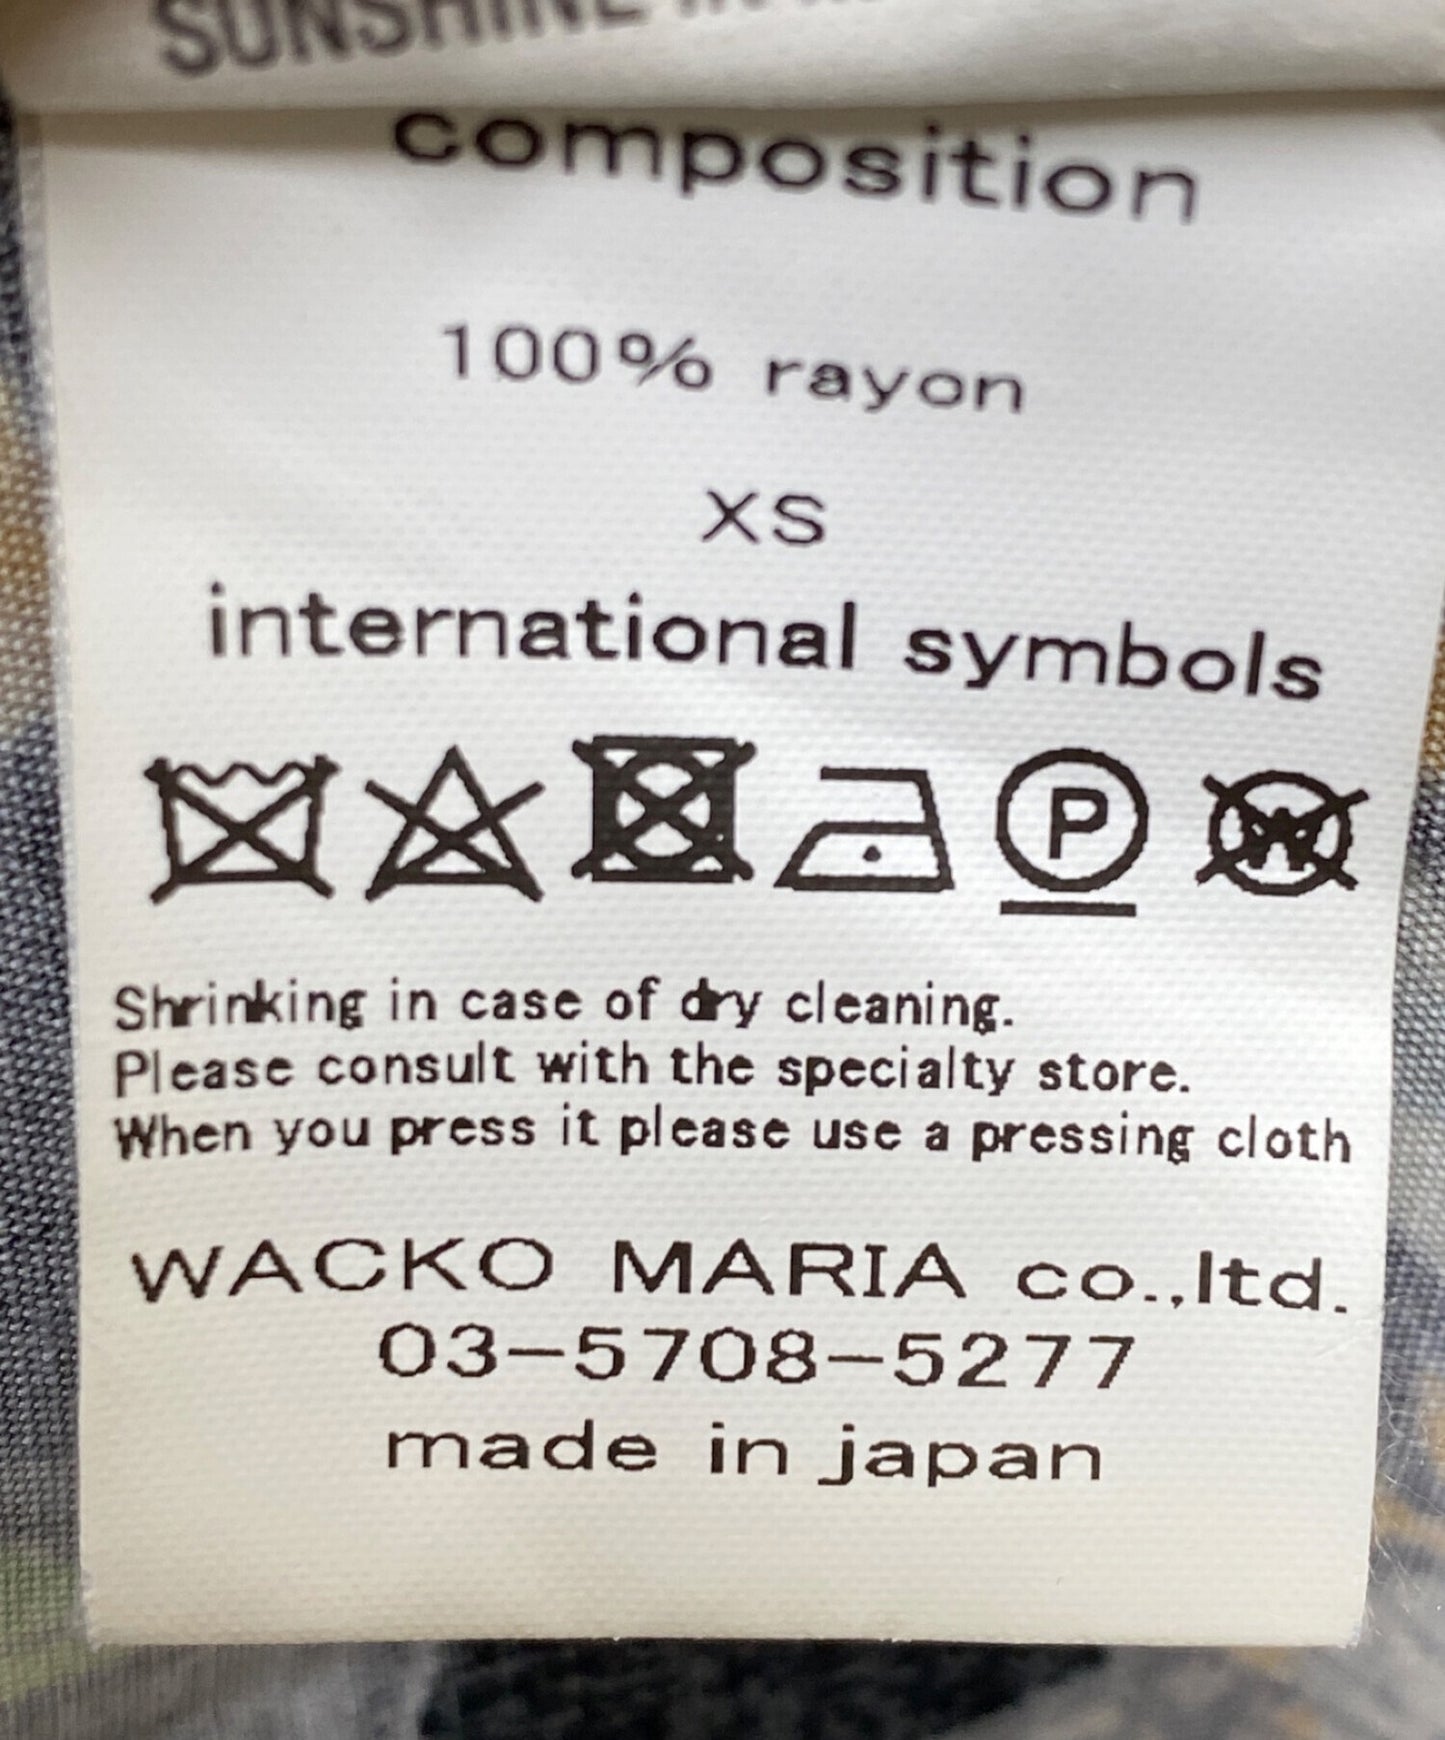 SUNSHINE
composition
100% rayon
XS
international symbols
P W
Shrinking in case of dry cleaning.
Please consult with the specialty store.
When you press it please use a pressing cloth
WACKO MARIA co.,ltd.
03-5708-5277
made in japan